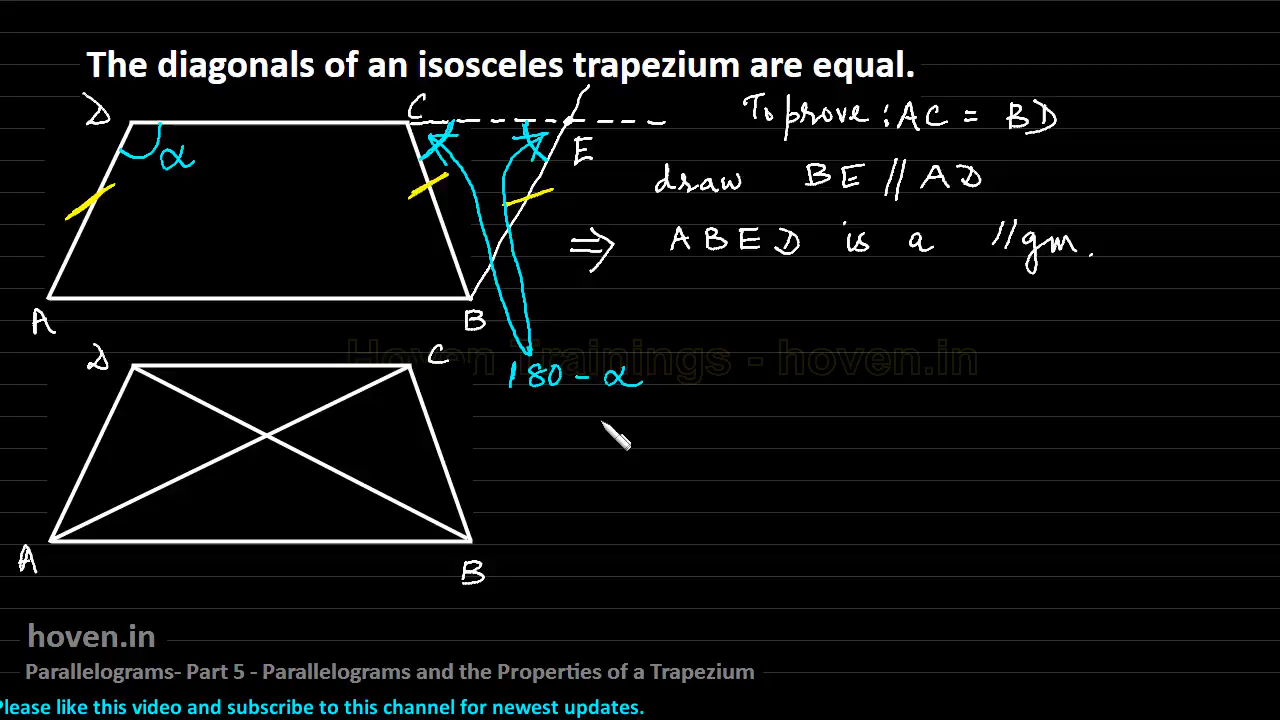 The diagonals of an isosceles trapezium are equal.
D C To prove : AC = BD
E
α
draw BE // AD
⇒ ABED is a //gm.
A B
Hoven Trainings - hoven.in
D C
180 - α
A B
hoven.in
Parallelograms- Part 5 - Parallelograms and the Properties of a Trapezium
Please like this video and subscribe to this channel for newest updates.